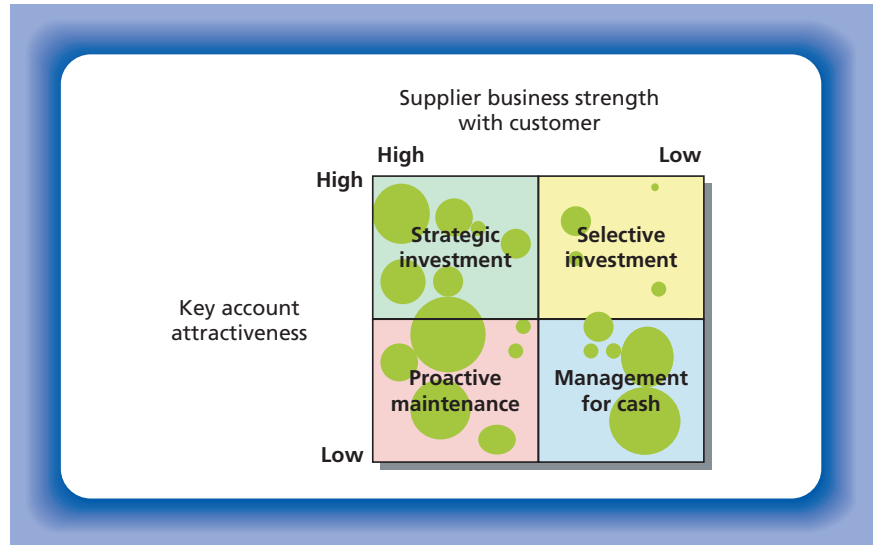 Supplier business strength
with customer
High
Low
High
Strategic
investment
Selective
investment
Key account
attractiveness
Proactive
maintenance
Management
for cash
Low